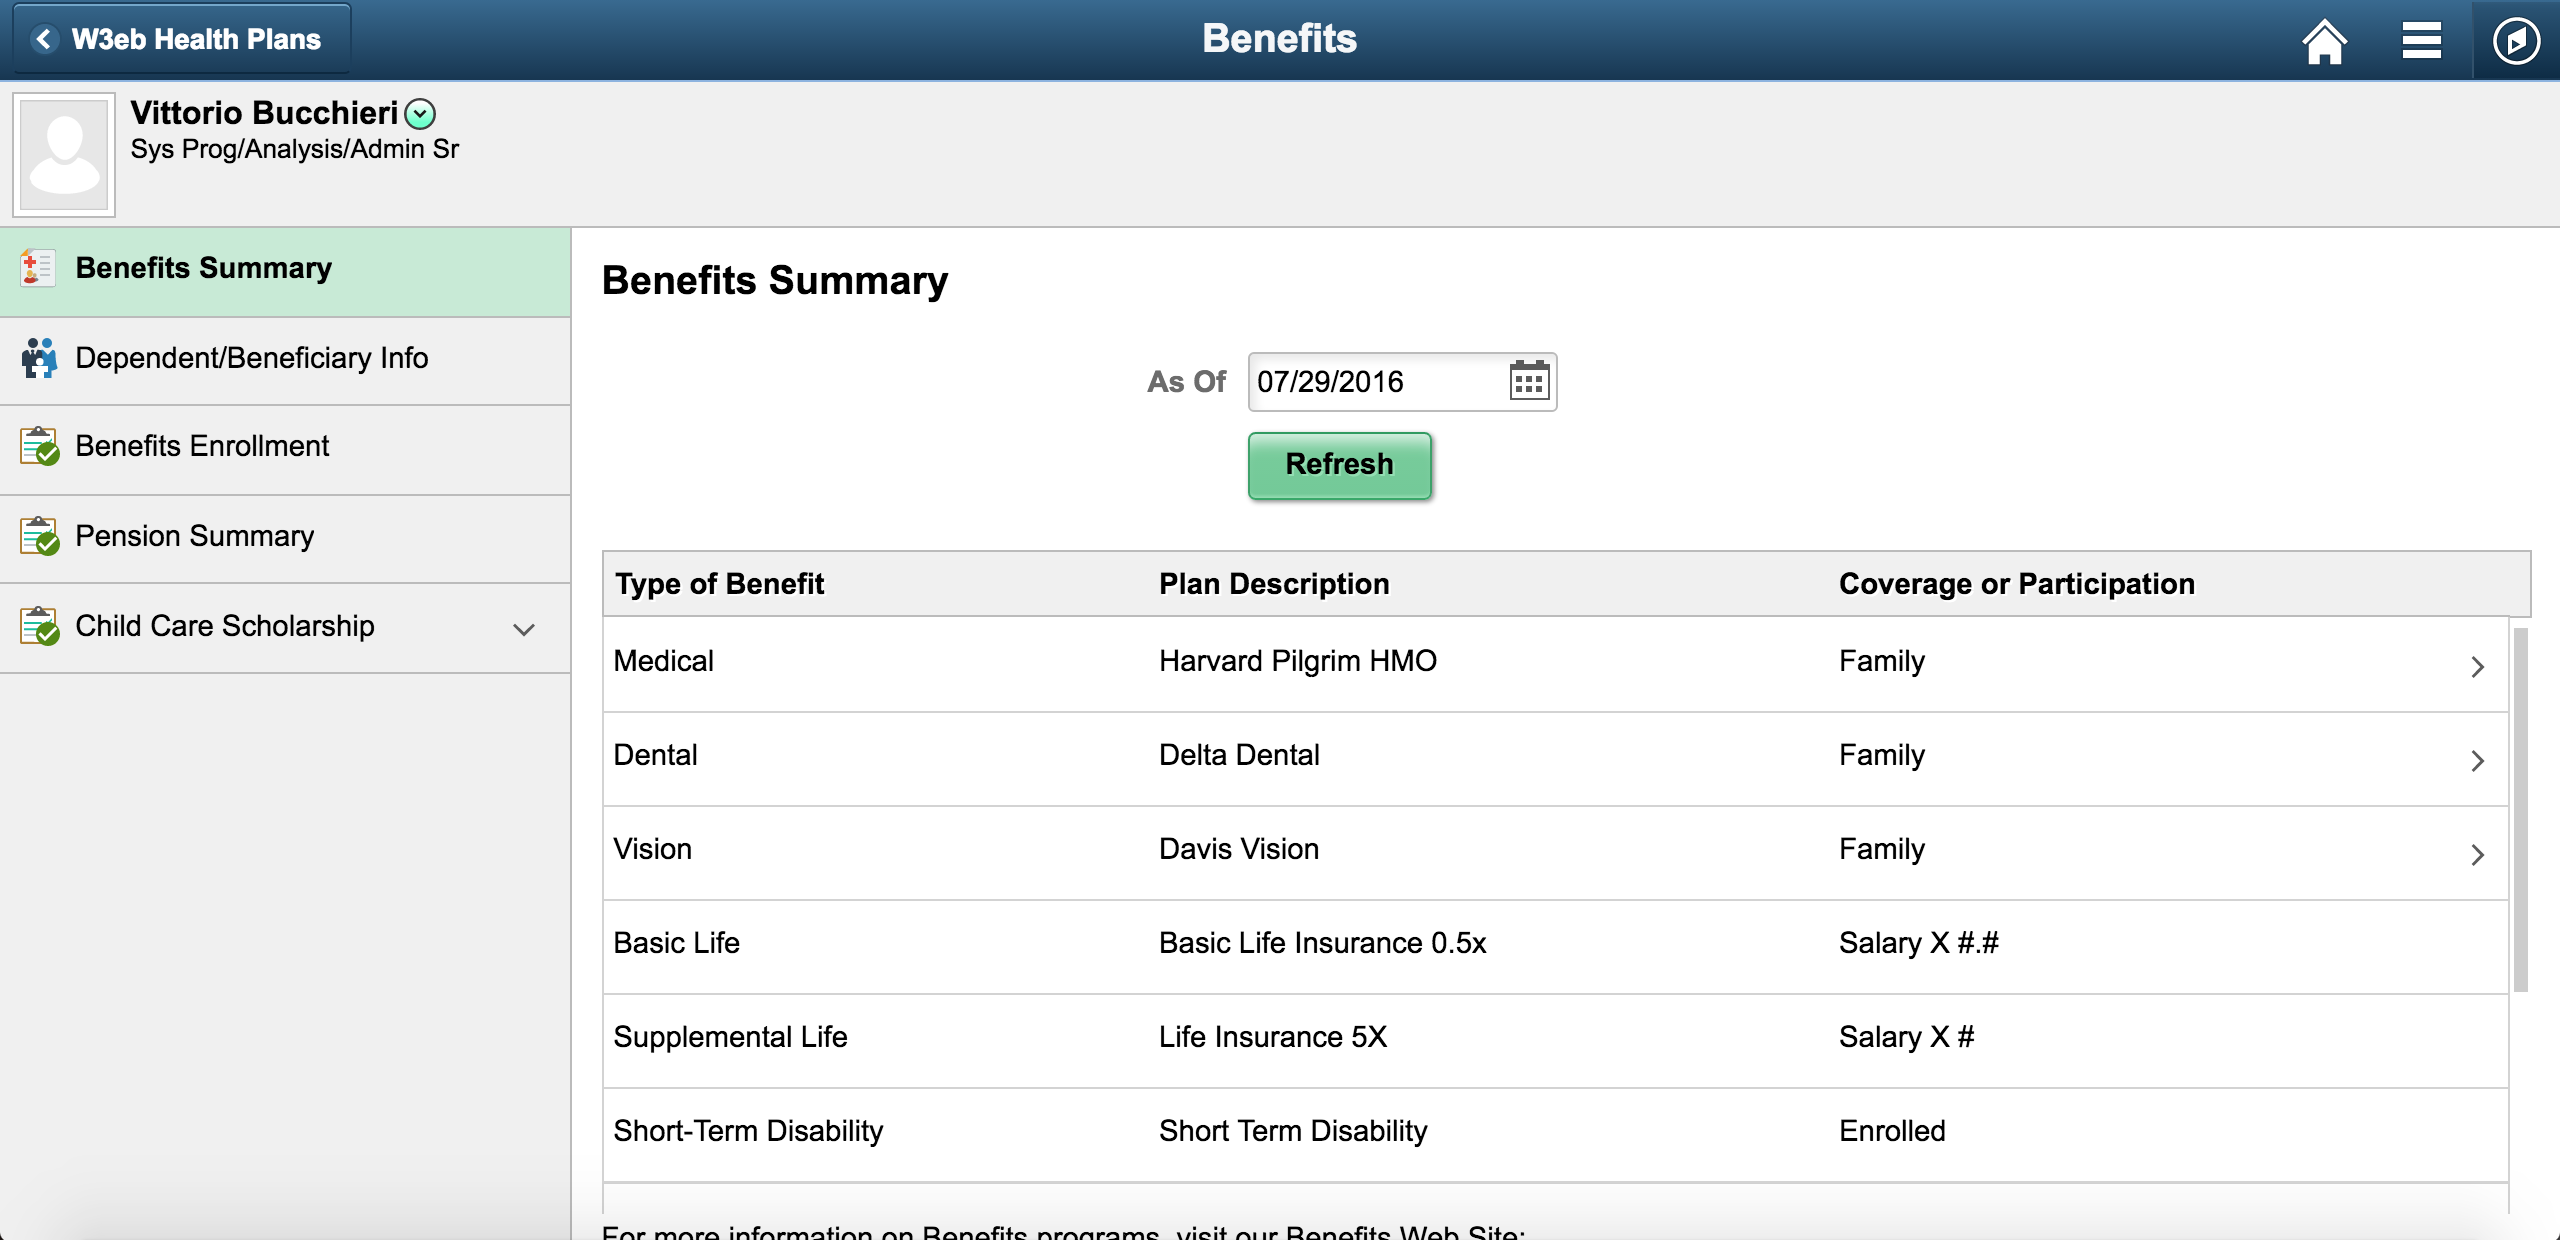 W3eb Health Plans
Benefits
Vittorio Bucchieri
Sys Prog/Analysis/Admin Sr
Benefits Summary
Dependent/Beneficiary Info
Benefits Enrollment
Pension Summary
Child Care Scholarship
Benefits Summary
As Of 07/29/2016
Refresh
Type of Benefit Plan Description Coverage or Participation
Medical Harvard Pilgrim HMO Family
Dental Delta Dental Family
Vision Davis Vision Family
Basic Life Basic Life Insurance 0.5x Salary X #.#
Supplemental Life Life Insurance 5X Salary X #
Short-Term Disability Short Term Disability Enrolled
For more information on Benefits programs, visit our Benefits Web Site: